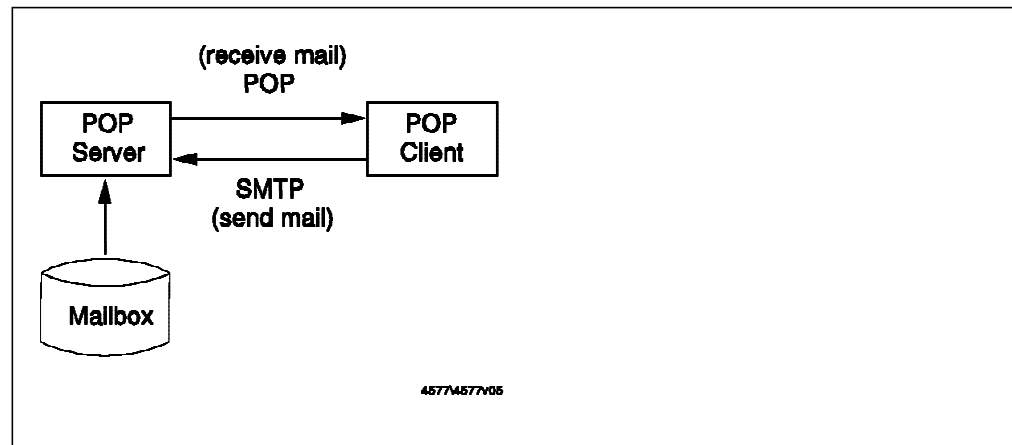 (receive mail)
POP
POP
Server
POP
Client
SMTP
(send mail)
Mailbox
4577\4577V05